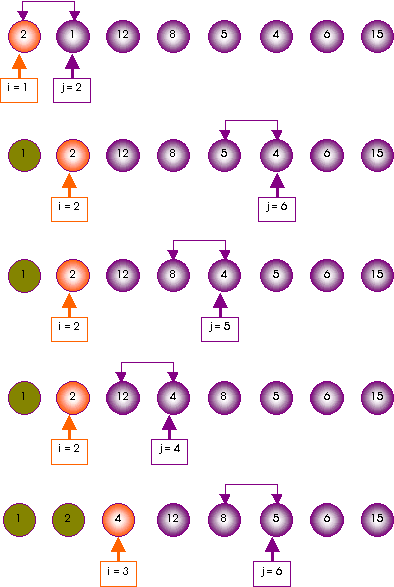 2 1 12 8 5 4 6 15
i = 1 j = 2
1 2 12 8 5 4 6 15
i = 2 j = 6
1 2 12 8 4 5 6 15
i = 2 j = 5
1 2 12 4 8 5 6 15
i = 2 j = 4
1 2 4 12 8 5 6 15
i = 3 j = 6